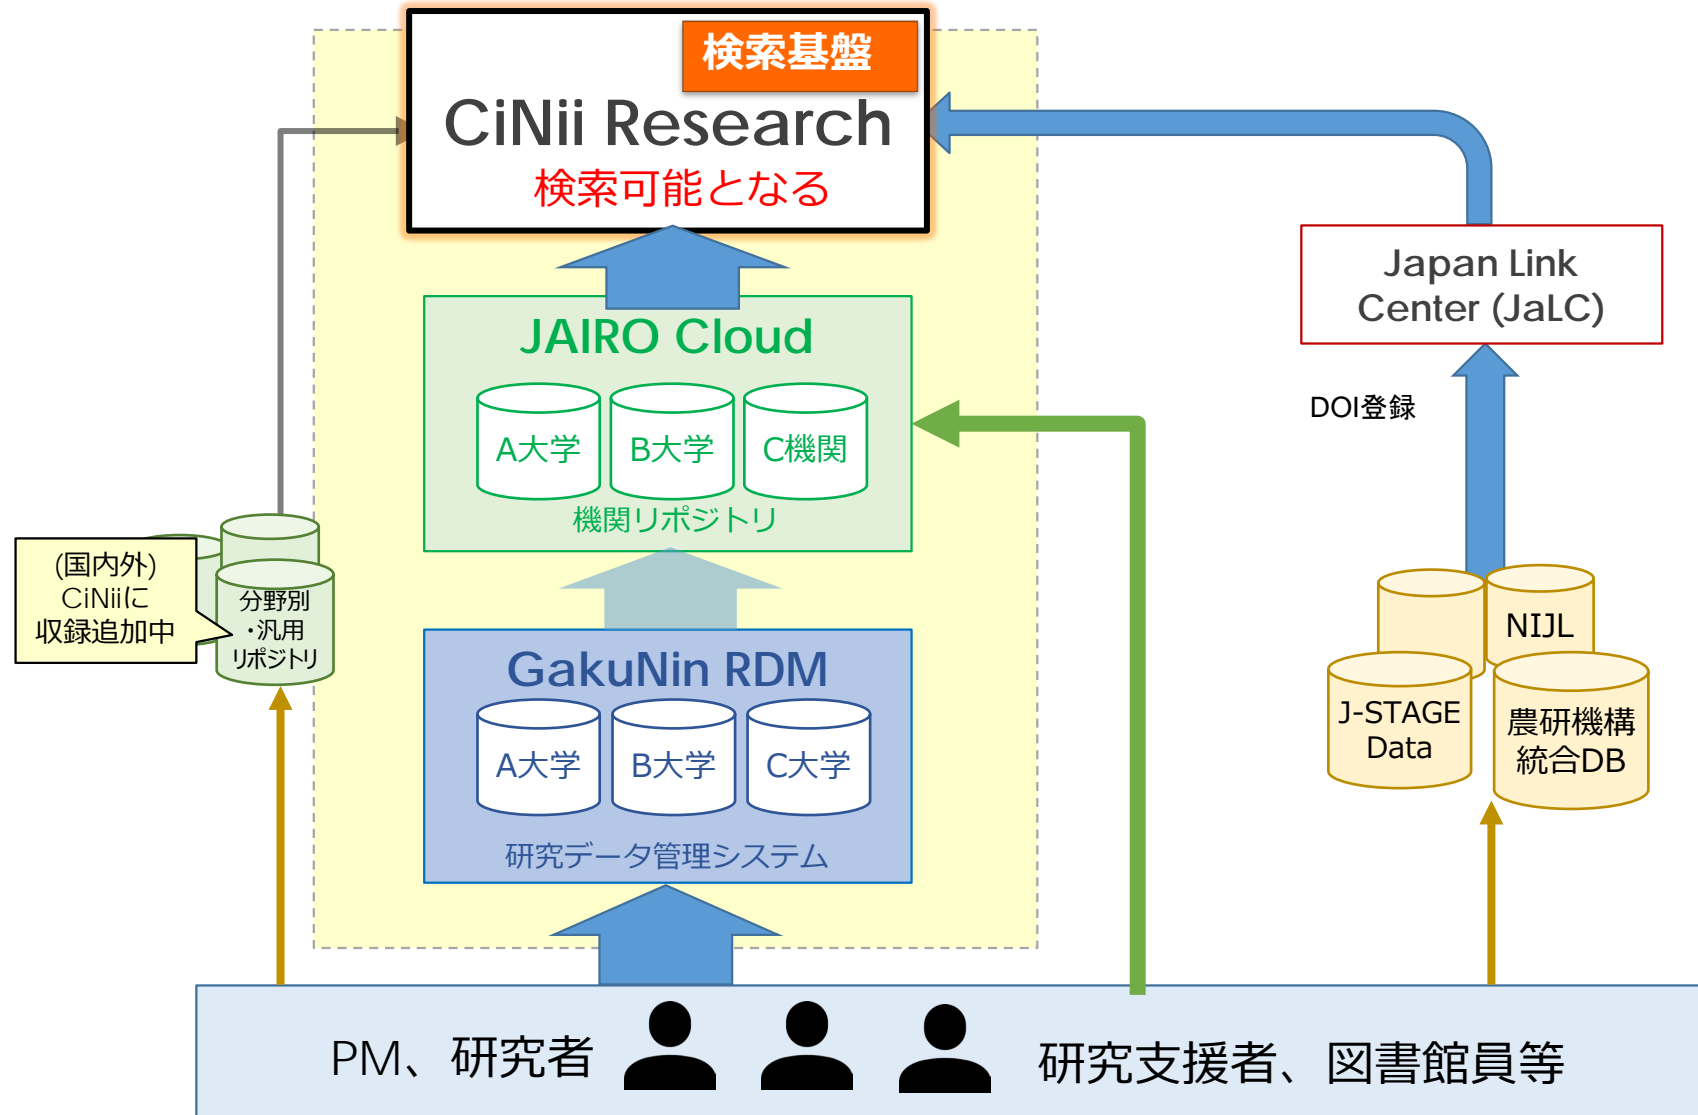 検索基盤
CiNii Research
検索可能となる
Japan Link
Center (JaLC)
JAIRO Cloud
A大学
B大学
C機関
機関リポジトリ
DOI登録
(国内外)
CiNiiに
収録追加中
分野別
・汎用
リポジトリ
GakuNin RDM
A大学
B大学
C大学
研究データ管理システム
NIJL
J-STAGE
Data
農研機構
統合DB
PM、研究者
研究支援者、図書館員等